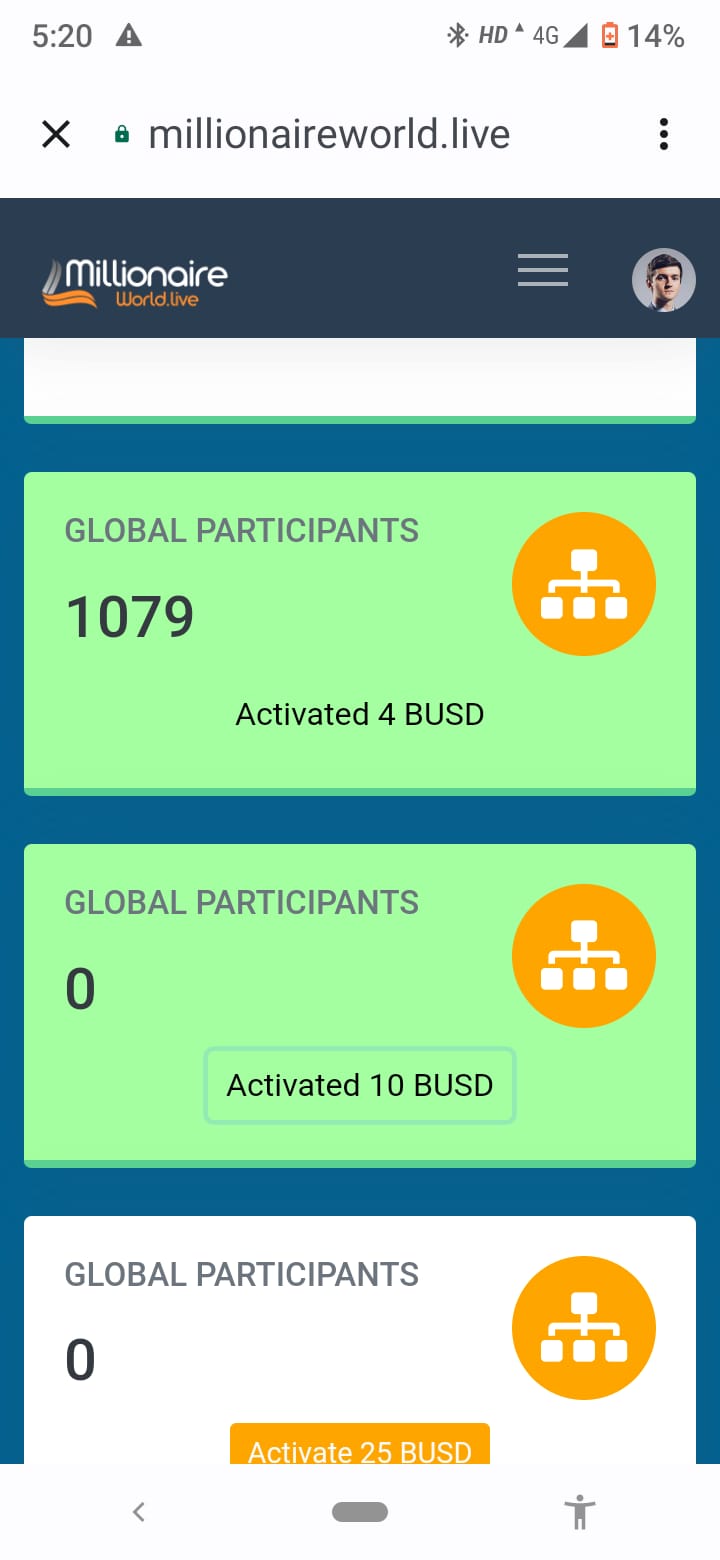 5:20
HD 4G 14%
millionaireworld.live
Millionaire
World.live
GLOBAL PARTICIPANTS
1079
Activated 4 BUSD
GLOBAL PARTICIPANTS
0
Activated 10 BUSD
GLOBAL PARTICIPANTS
0
Activate 25 BUSD